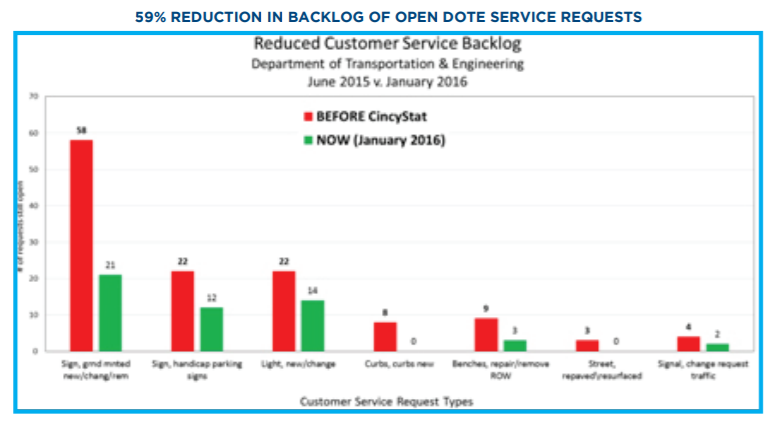 59% REDUCTION IN BACKLOG OF OPEN DOTE SERVICE REQUESTS
Reduced Customer Service Backlog
Department of Transportation & Engineering
June 2015 v. January 2016
BEFORE CincyStat
NOW (January 2016)
# of requests still open
70
60
50
40
30
20
10
0
58
21
22
12
22
14
8
0
9
3
3
0
4
2
Sign, grnd mnted
new/chang/rem
Sign, handicap parking
signs
Light, new/change
Curbs, curbs new
Benches, repair/remove
ROW
Street,
repaved\resurfaced
Signal, change request
traffic
Customer Service Request Types